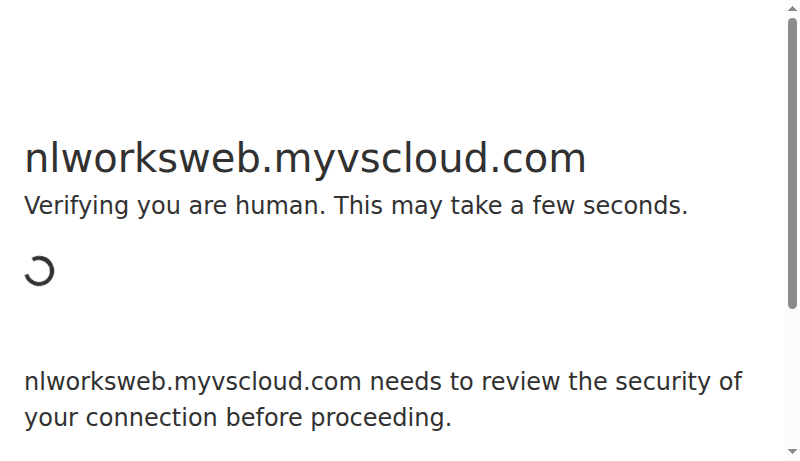 nlworksweb.myvscloud.com
Verifying you are human. This may take a few seconds.
nlworksweb.myvscloud.com needs to review the security of
your connection before proceeding.